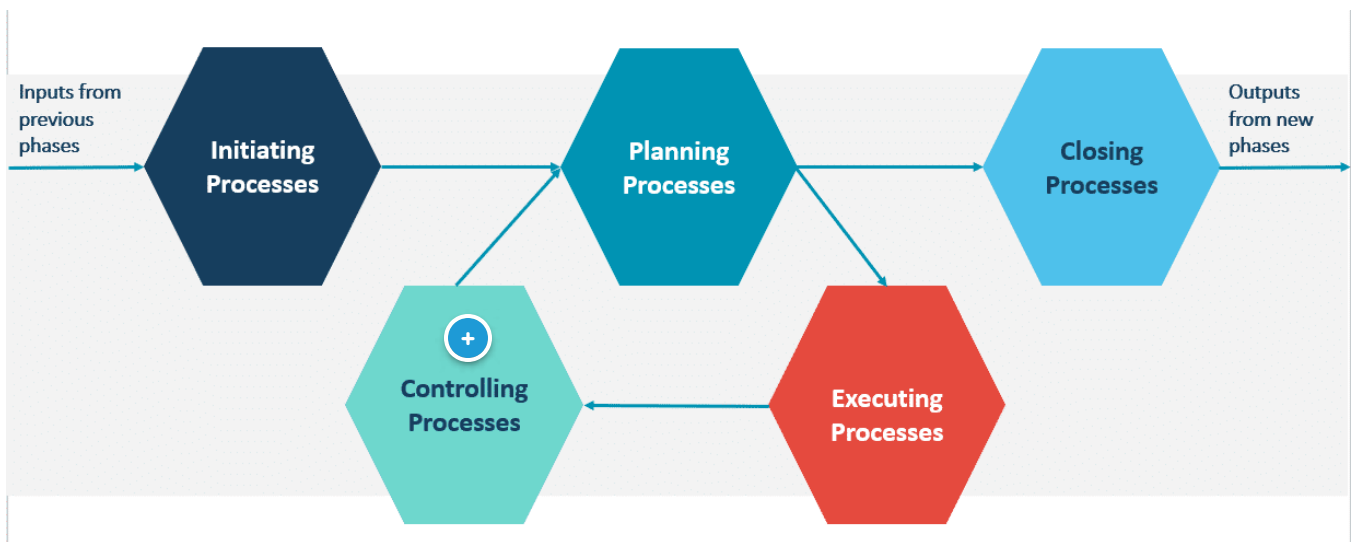 Inputs from
previous
phases
Initiating
Processes
Planning
Processes
Closing
Processes
Outputs
from new
phases
+
Controlling
Processes
Executing
Processes